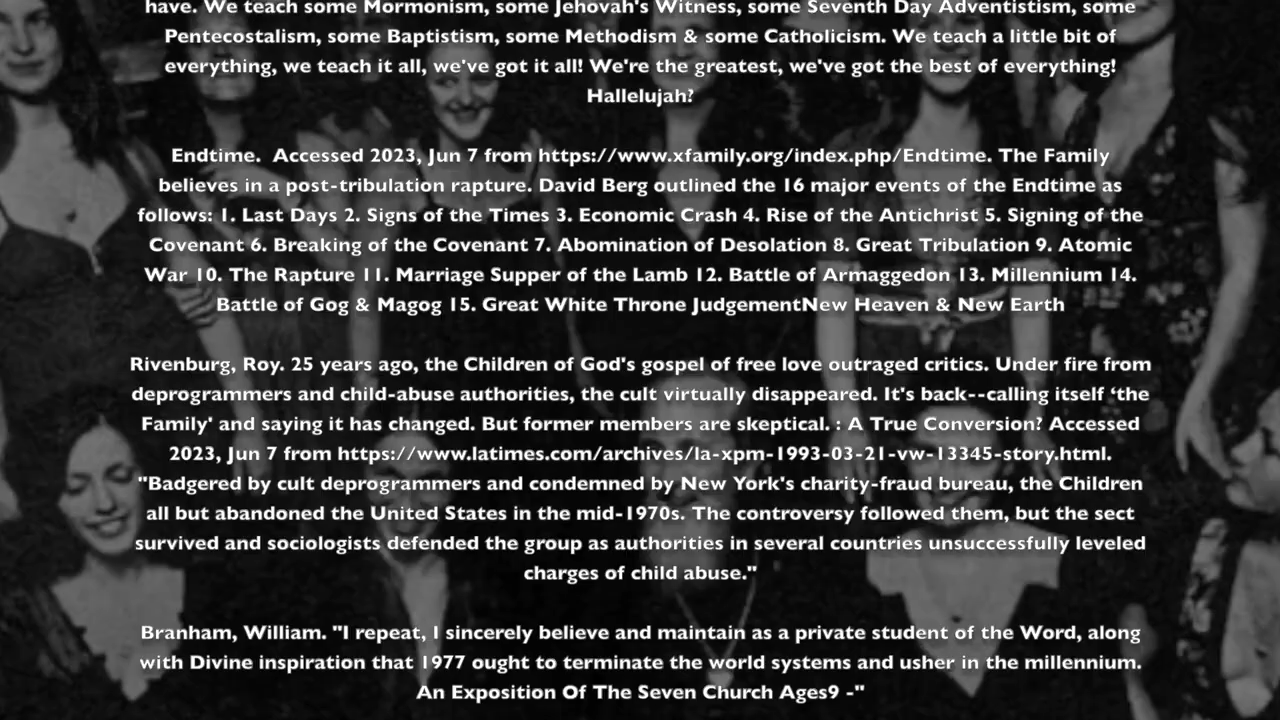 have. We teach some Mormonism, some Jehovah's Witness, some Seventh Day Adventistism, some
Pentecostalism, some Baptistism, some Methodism & some Catholicism. We teach a little bit of
everything, we teach it all, we've got it all! We're the greatest, we've got the best of everything!
Hallelujah?
Endtime.  Accessed 2023, Jun 7 from https://www.xfamily.org/index.php/Endtime. The Family
believes in a post-tribulation rapture. David Berg outlined the 16 major events of the Endtime as
follows: 1. Last Days 2. Signs of the Times 3. Economic Crash 4. Rise of the Antichrist 5. Signing of the
Covenant 6. Breaking of the Covenant 7. Abomination of Desolation 8. Great Tribulation 9. Atomic
War 10. The Rapture 11. Marriage Supper of the Lamb 12. Battle of Armaggedon 13. Millennium 14.
Battle of Gog & Magog 15. Great White Throne JudgementNew Heaven & New Earth
Rivenburg, Roy. 25 years ago, the Children of God's gospel of free love outraged critics. Under fire from
deprogrammers and child-abuse authorities, the cult virtually disappeared. It's back--calling itself ‘the
Family' and saying it has changed. But former members are skeptical. : A True Conversion? Accessed
2023, Jun 7 from https://www.latimes.com/archives/la-xpm-1993-03-21-vw-13345-story.html.
"Badgered by cult deprogrammers and condemned by New York's charity-fraud bureau, the Children
all but abandoned the United States in the mid-1970s. The controversy followed them, but the sect
survived and sociologists defended the group as authorities in several countries unsuccessfully leveled
charges of child abuse."
Branham, William. "I repeat, I sincerely believe and maintain as a private student of the Word, along
with Divine inspiration that 1977 ought to terminate the world systems and usher in the millennium.
An Exposition Of The Seven Church Ages9 -"